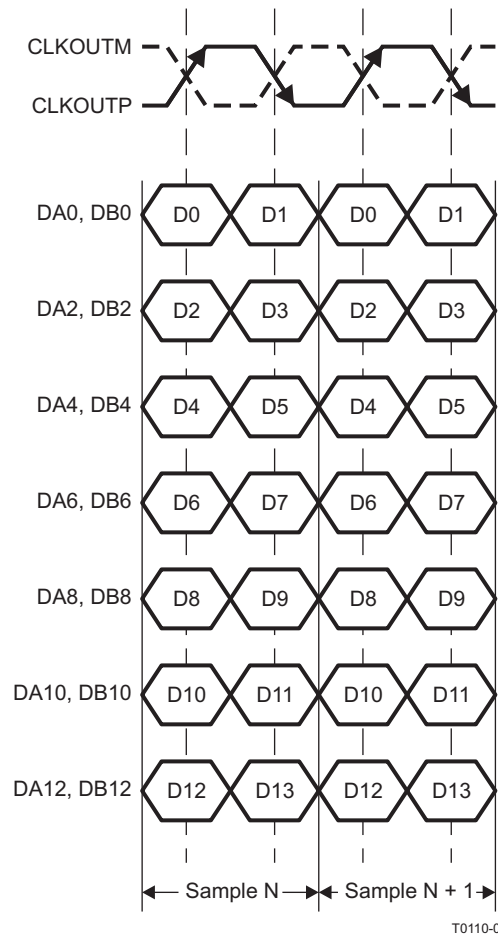 CLKOUTM
CLKOUTP
DA0, DB0 D0 D1 D0 D1
DA2, DB2 D2 D3 D2 D3
DA4, DB4 D4 D5 D4 D5
DA6, DB6 D6 D7 D6 D7
DA8, DB8 D8 D9 D8 D9
DA10, DB10 D10 D11 D10 D11
DA12, DB12 D12 D13 D12 D13
Sample N Sample N + 1
T0110-0